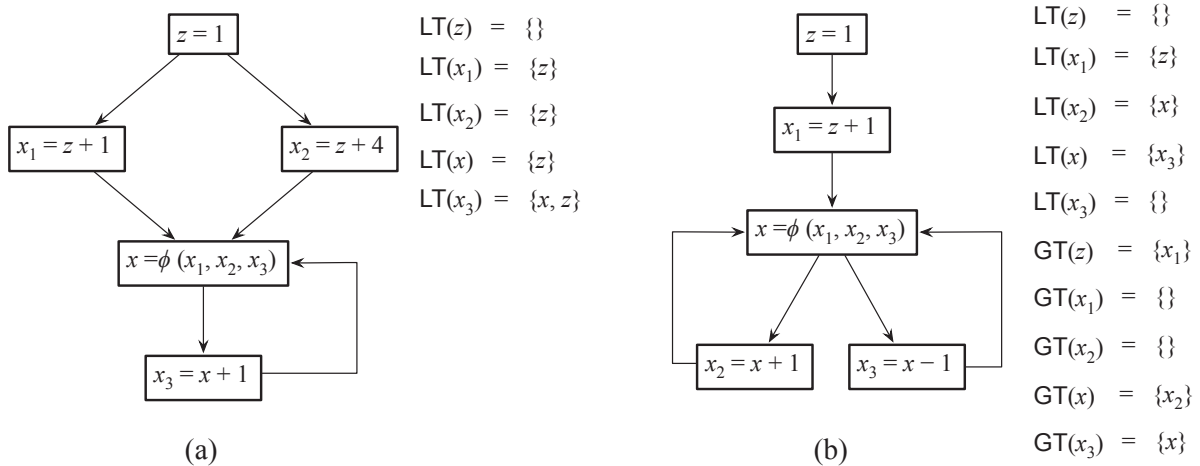 z = 1
x₁ = z + 1
x₂ = z + 4
x =ϕ (x₁, x₂, x₃)
x₃ = x + 1
(a)
LT(z) = {}
LT(x₁) = {z}
LT(x₂) = {z}
LT(x) = {z}
LT(x₃) = {x, z}
z = 1
x₁ = z + 1
x =ϕ (x₁, x₂, x₃)
x₂ = x + 1
x₃ = x − 1
(b)
LT(z) = {}
LT(x₁) = {z}
LT(x₂) = {x}
LT(x) = {x₃}
LT(x₃) = {}
GT(z) = {x₁}
GT(x₁) = {}
GT(x₂) = {}
GT(x) = {x₂}
GT(x₃) = {x}